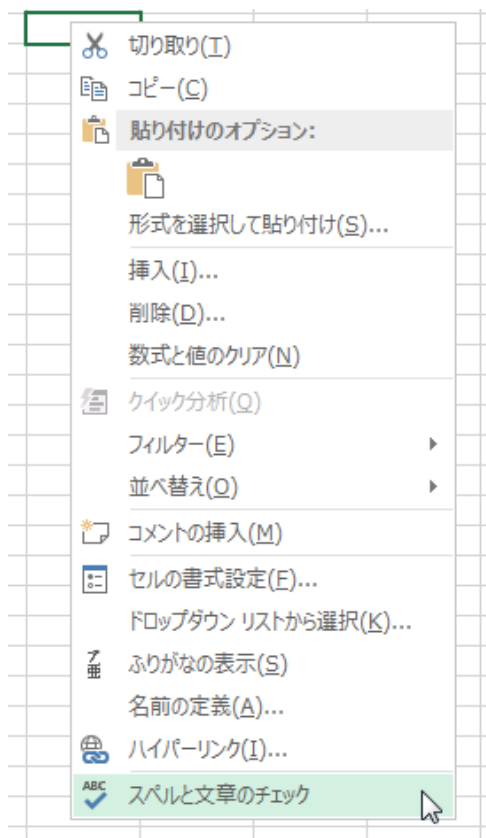 切り取り(T)
コピー(C)
貼り付けのオプション:
形式を選択して貼り付け(S)...
挿入(I)...
削除(D)...
数式と値のクリア(N)
クイック分析(Q)
フィルター(E)
並べ替え(O)
コメントの挿入(M)
セルの書式設定(F)...
ドロップダウン リストから選択(K)...
ア亜 ふりがなの表示(S)
名前の定義(A)...
ハイパーリンク(I)...
ABC スペルと文章のチェック